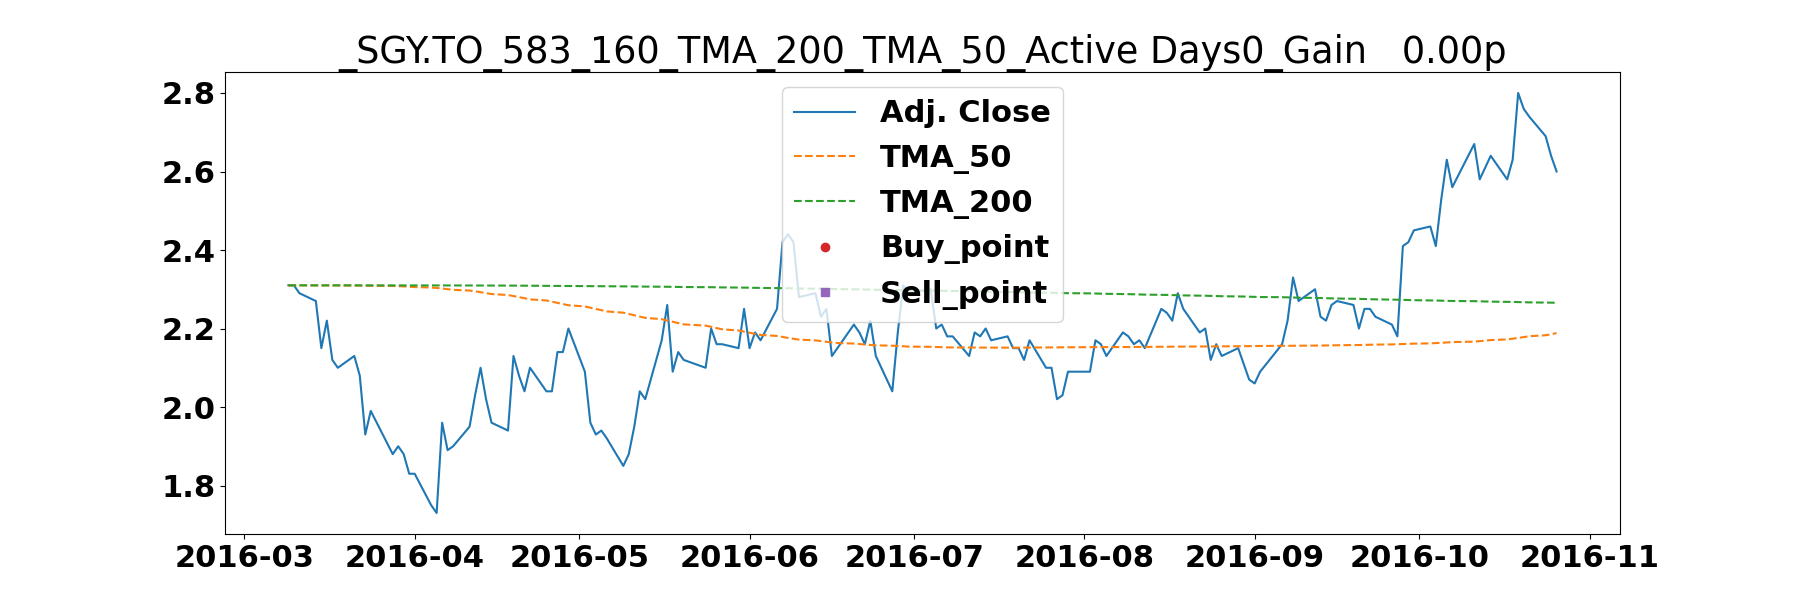 _SGY.TO_583_160_TMA_200_TMA_50_Active Days0_Gain   0.00p
2.8
2.6
2.4
2.2
2.0
1.8
Adj. Close
TMA_50
TMA_200
Buy_point
Sell_point
2016-03 2016-04 2016-05 2016-06 2016-07 2016-08 2016-09 2016-10 2016-11